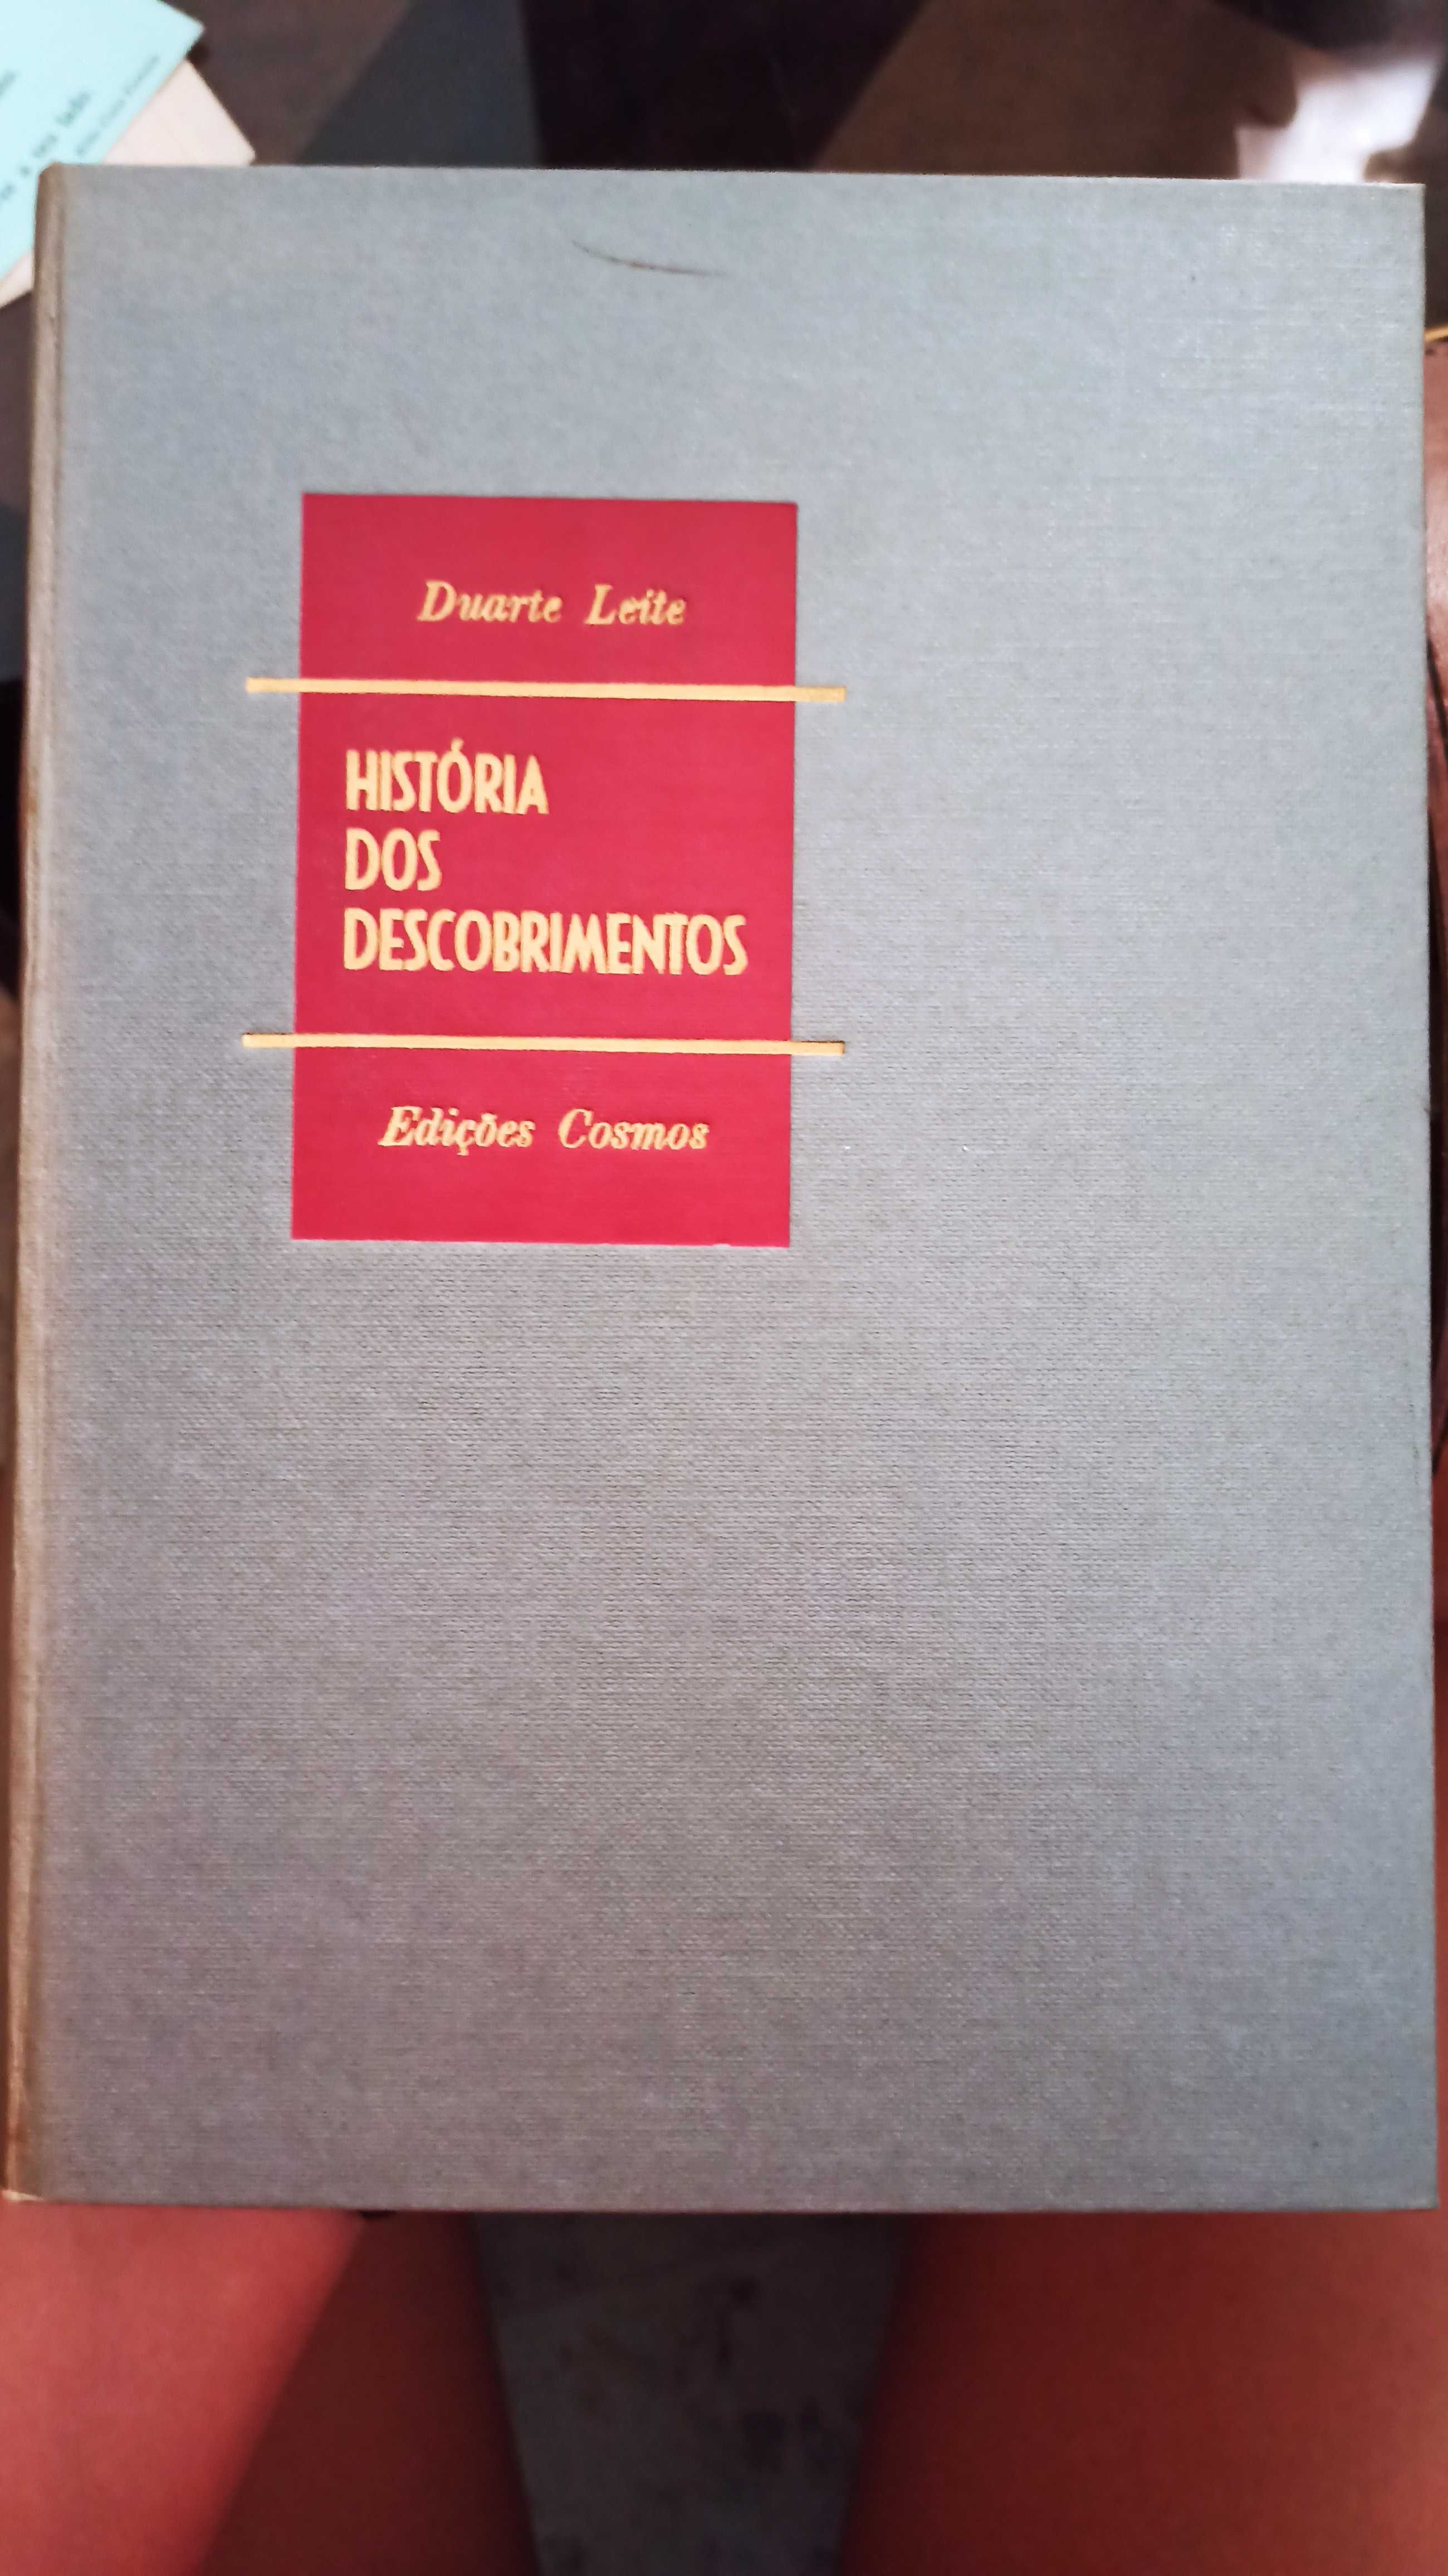 Duarte Leite
HISTÓRIA
DOS
DESCOBRIMENTOS
Edições Cosmos